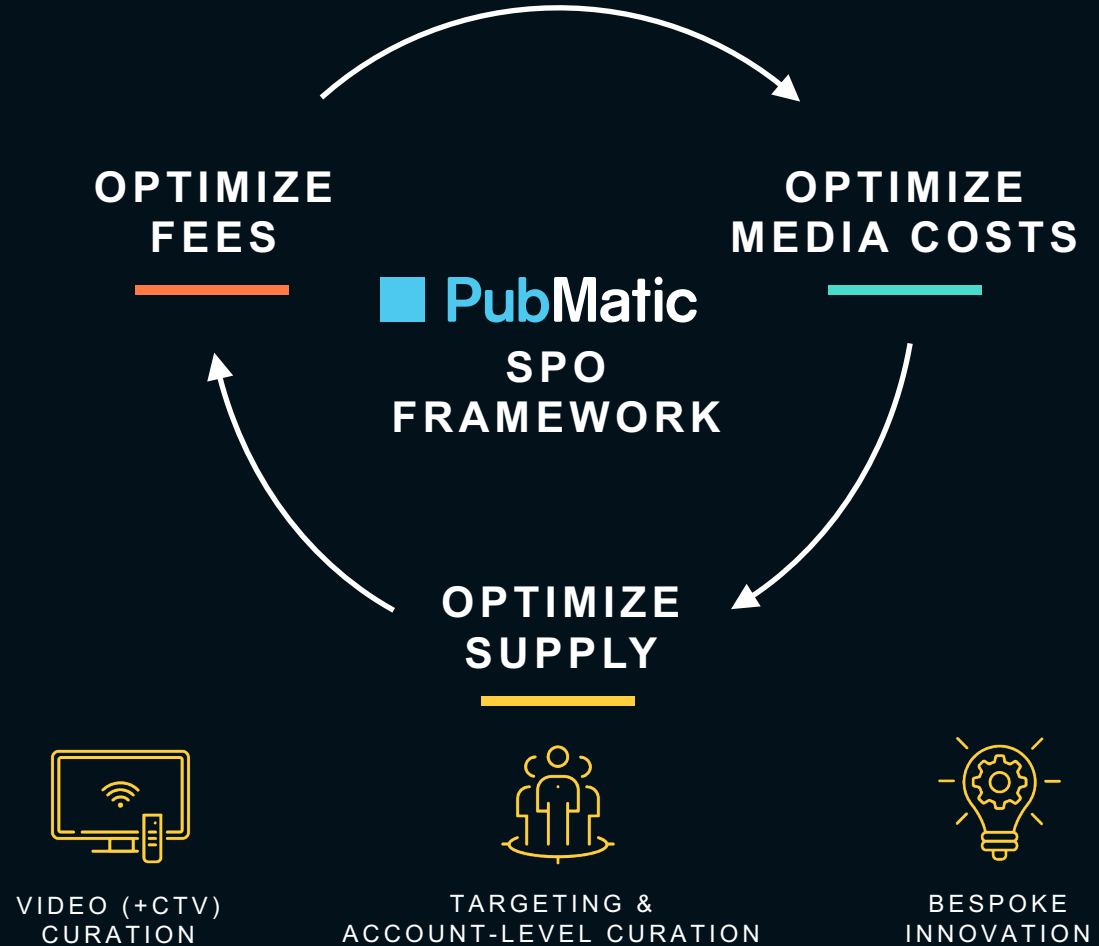 OPTIMIZE
FEES
OPTIMIZE
MEDIA COSTS
PubMatic
SPO
FRAMEWORK
OPTIMIZE
SUPPLY
VIDEO (+CTV)
CURATION
TARGETING &
ACCOUNT-LEVEL CURATION
BESPOKE
INNOVATION